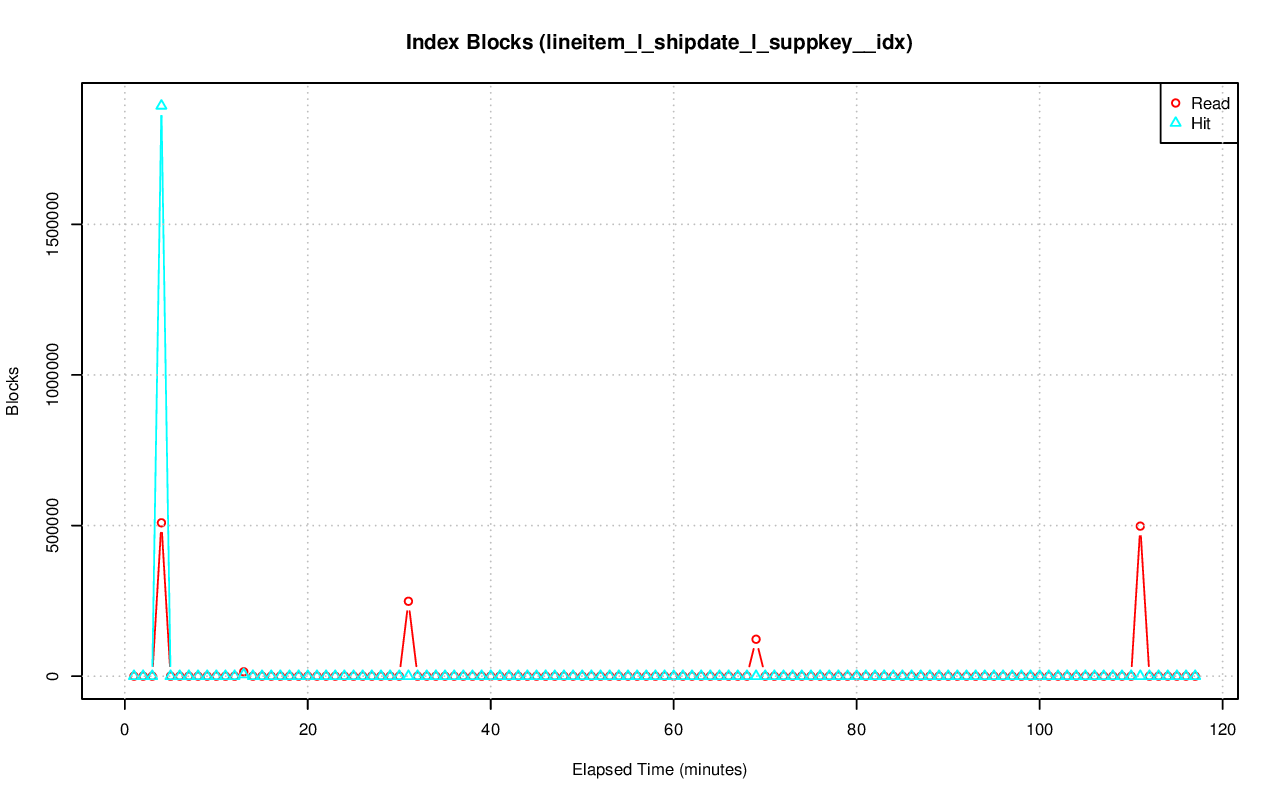 Index Blocks (lineitem_l_shipdate_l_suppkey__idx)
Read
Hit
Blocks
1500000
1000000
500000
0
0 20 40 60 80 100 120
Elapsed Time (minutes)